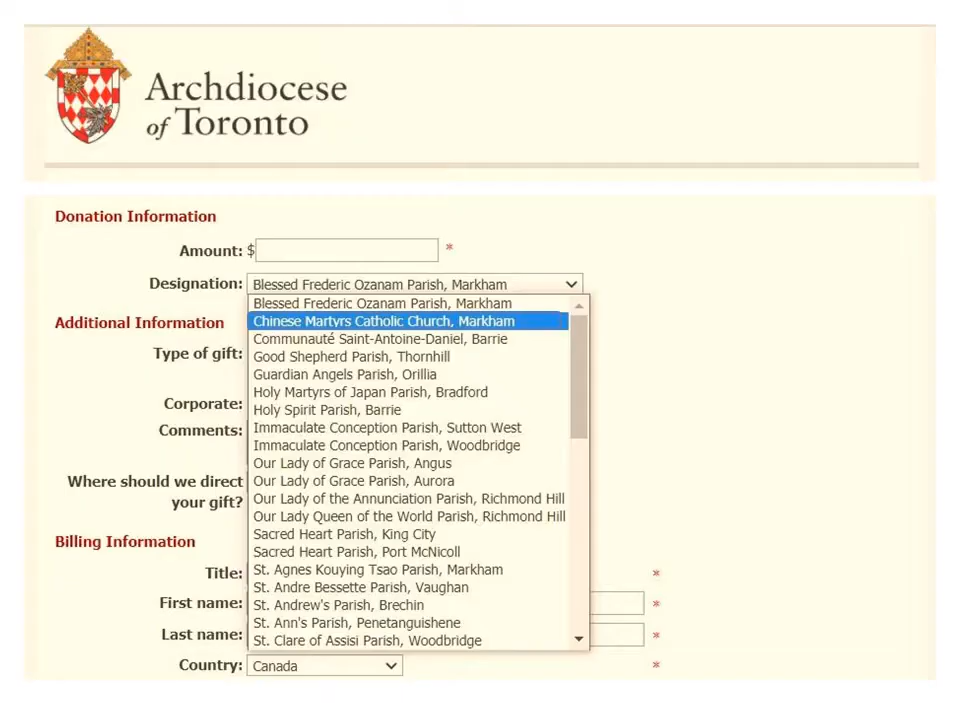 Archdiocese
of Toronto
Donation Information
Amount: $ *
Designation: Blessed Frederic Ozanam Parish, Markham
Blessed Frederic Ozanam Parish, Markham
Chinese Martyrs Catholic Church, Markham
Additional Information
Communauté Saint-Antoine-Daniel, Barrie
Type of gift:
Good Shepherd Parish, Thornhill
Guardian Angels Parish, Orillia
Holy Martyrs of Japan Parish, Bradford
Corporate:
Holy Spirit Parish, Barrie
Comments:
Immaculate Conception Parish, Sutton West
Immaculate Conception Parish, Woodbridge
Our Lady of Grace Parish, Angus
Where should we direct
your gift?
Our Lady of Grace Parish, Aurora
Our Lady of the Annunciation Parish, Richmond Hill
Our Lady Queen of the World Parish, Richmond Hill
Billing Information
Sacred Heart Parish, King City
Sacred Heart Parish, Port McNicoll
Title: *
St. Agnes Kouying Tsao Parish, Markham
St. Andre Bessette Parish, Vaughan
First name: *
St. Andrew's Parish, Brechin
St. Ann's Parish, Penetanguishene
Last name: *
St. Clare of Assisi Parish, Woodbridge
Country: Canada *